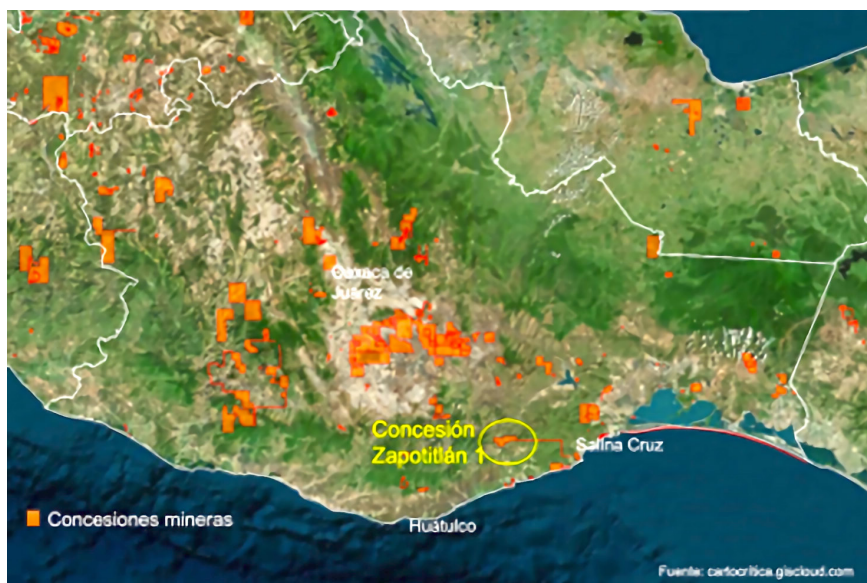 Oaxaca de
Juárez
Concesión
Zapotitlán 1
Salina Cruz
Concesiones mineras
Huatulco
Fuente: cartocritica.giscloud.com